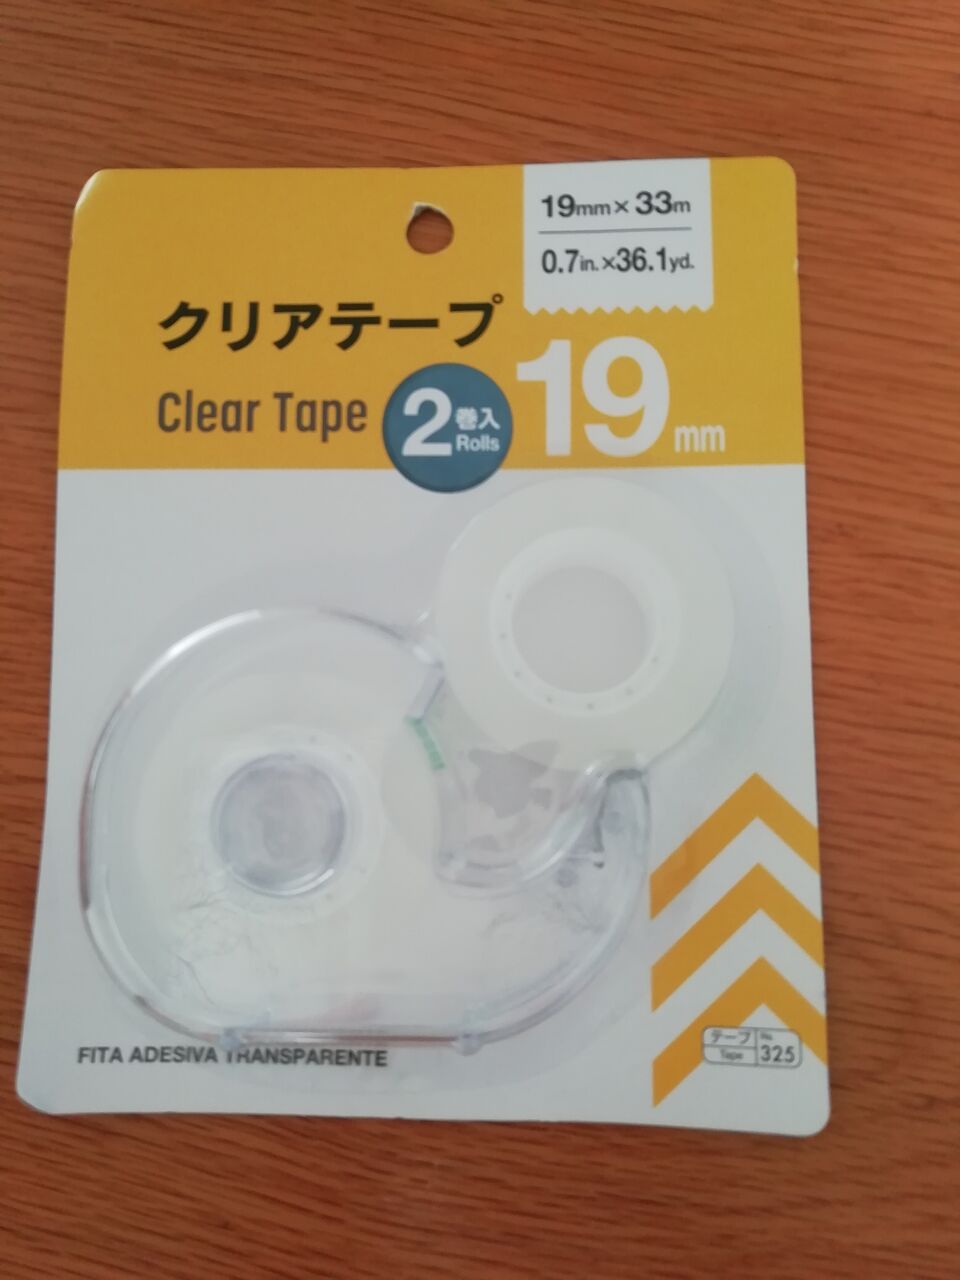 19mm×33m
0.7in.×36.1yd.
クリアテープ
Clear Tape
2巻入
Rolls
19mm
FITA ADESIVA TRANSPARENTE
テープ
Tape
No.
325